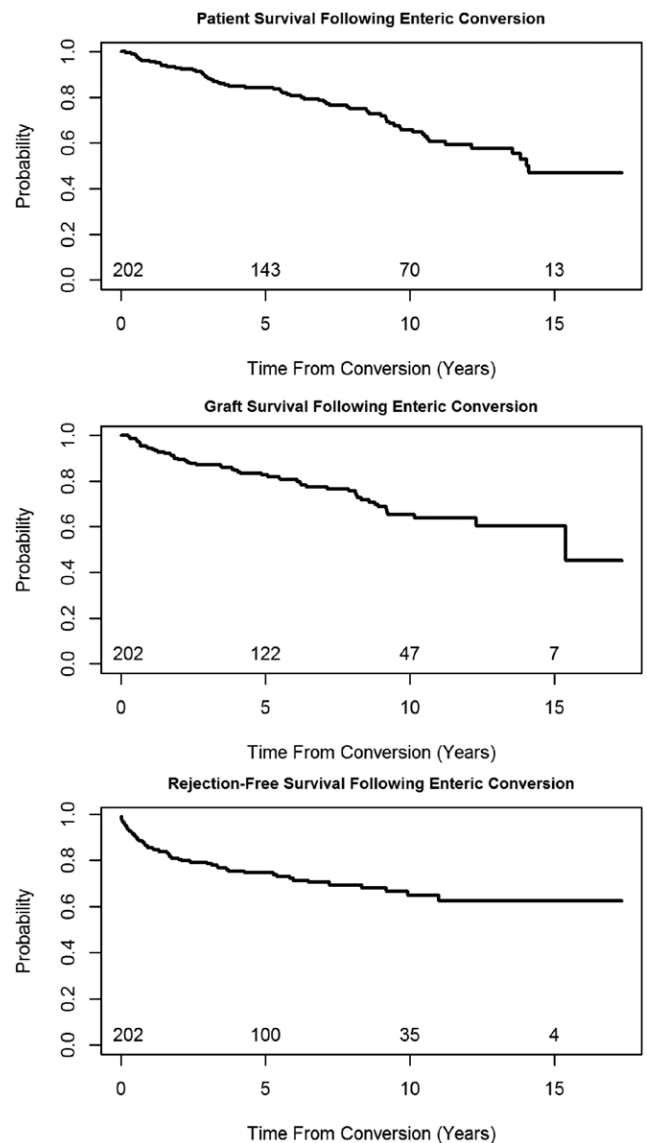 Patient Survival Following Enteric Conversion
Probability
1.0
0.8
0.6
0.4
0.2
0.0
202 143 70 13
0 5 10 15
Time From Conversion (Years)
Graft Survival Following Enteric Conversion
Probability
1.0
0.8
0.6
0.4
0.2
0.0
202 122 47 7
0 5 10 15
Time From Conversion (Years)
Rejection-Free Survival Following Enteric Conversion
Probability
1.0
0.8
0.6
0.4
0.2
0.0
202 100 35 4
0 5 10 15
Time From Conversion (Years)